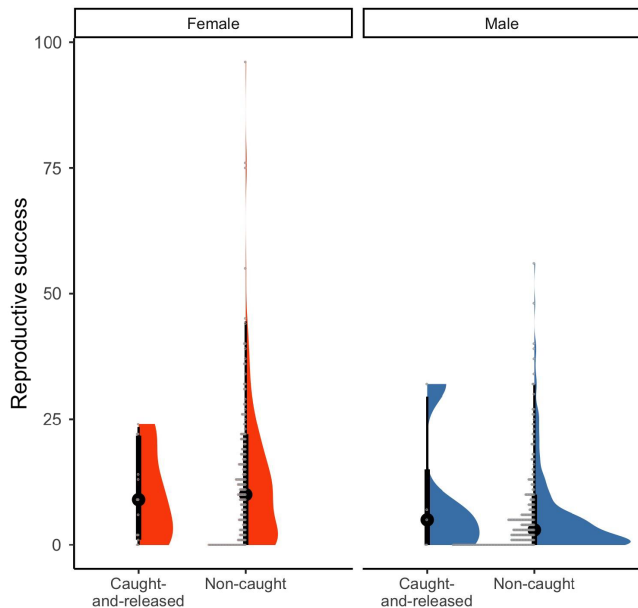 Female
Male
100
75
50
25
0
Reproductive success
Caught-
and-released
Non-caught
Caught-
and-released
Non-caught